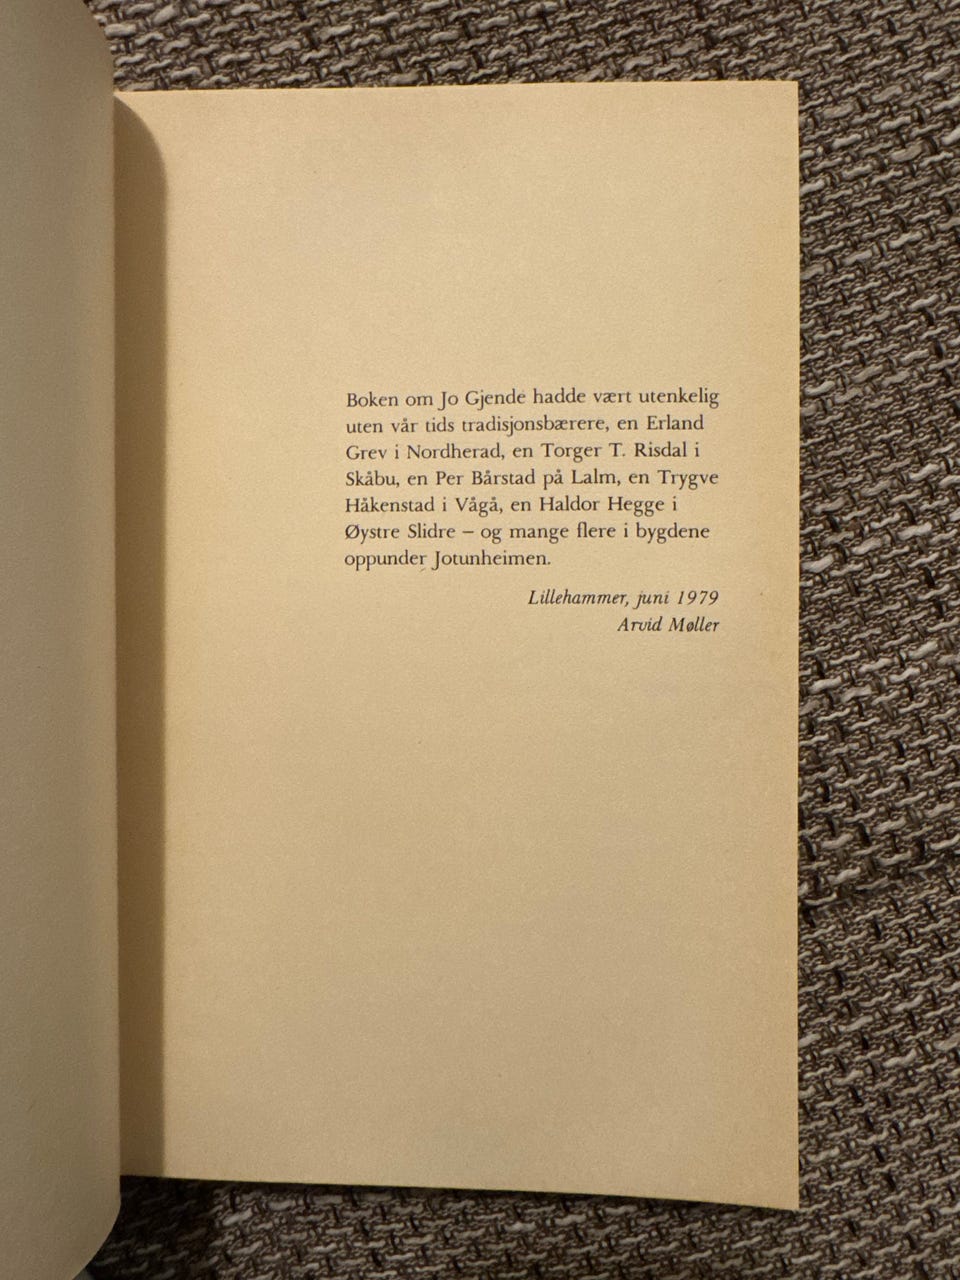 Boken om Jo Gjende hadde vært utenkelig
uten vår tids tradisjonsbærere, en Erland
Grev i Nordherad, en Torger T. Risdal i
Skåbu, en Per Bårstad på Lalm, en Trygve
Håkenstad i Vågå, en Haldor Hegge i
Øystre Slidre – og mange flere i bygdene
oppunder Jotunheimen.
Lillehammer, juni 1979
Arvid Møller